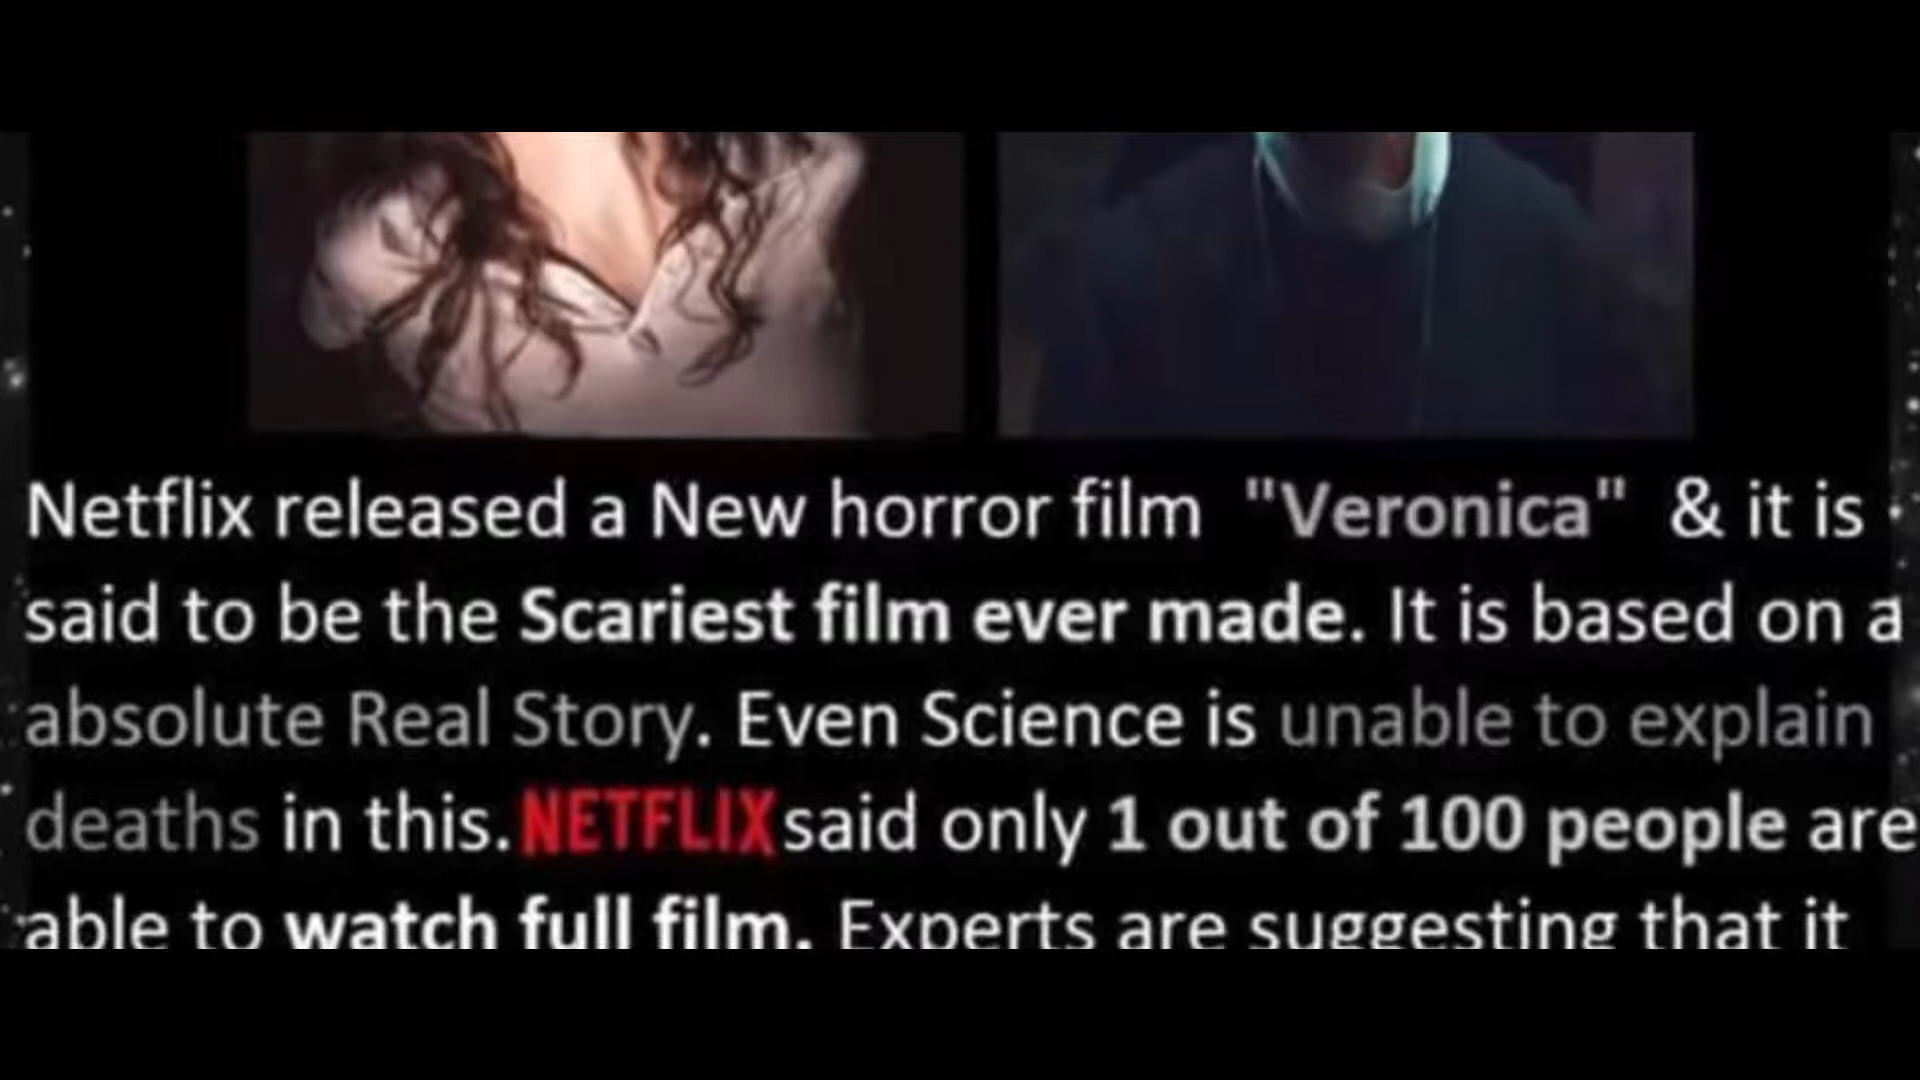 Netflix released a New horror film "Veronica" & it is
said to be the Scariest film ever made. It is based on a
absolute Real Story. Even Science is unable to explain
deaths in this. NETFLIX said only 1 out of 100 people are
able to watch full film. Experts are suggesting that it